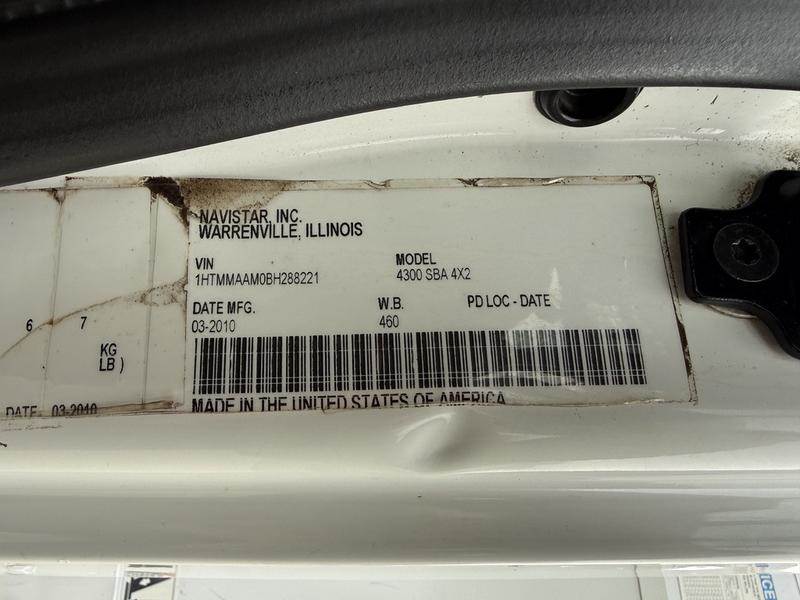 NAVISTAR, INC.
WARRENVILLE, ILLINOIS
VIN MODEL
1HTMMAAM0BH288221 4300 SBA 4X2
DATE MFG. W.B. PD LOC - DATE
03-2010 460
MADE IN THE UNITED STATES OF AMERICA
6 7
KG
LB )
DATE 03-2010
ICE